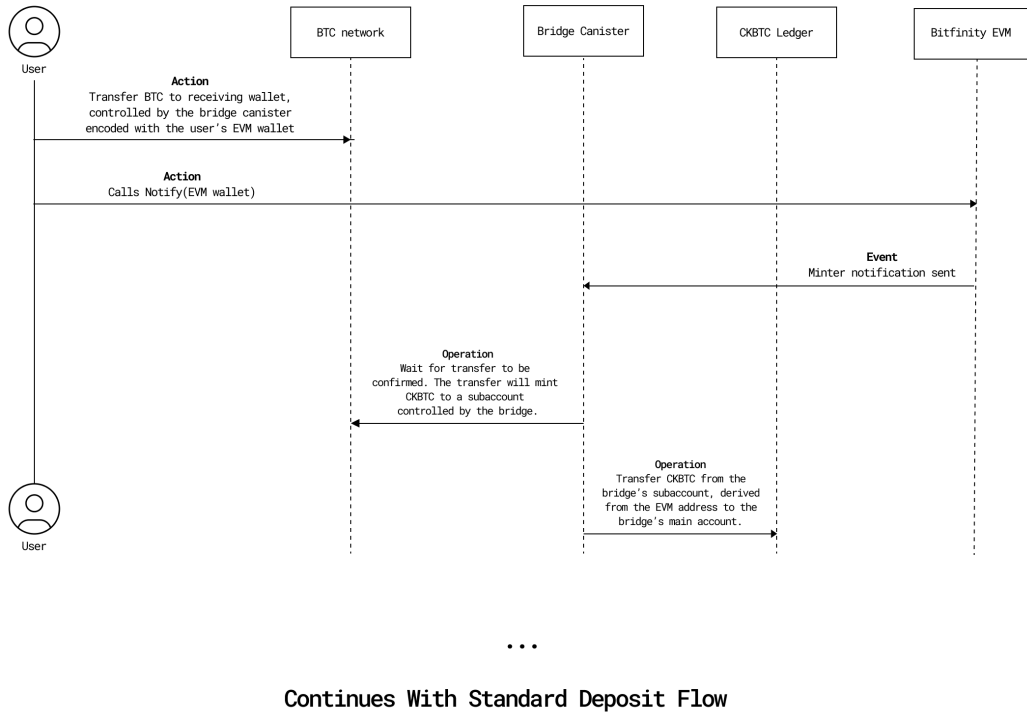 BTC network
Bridge Canister
CKBTC Ledger
Bitfinity EVM
User
Action
Transfer BTC to receiving wallet,
controlled by the bridge canister
encoded with the user's EVM wallet
Action
Calls Notify(EVM wallet)
Event
Minter notification sent
Operation
Wait for transfer to be
confirmed. The transfer will mint
CKBTC to a subaccount
controlled by the bridge.
Operation
Transfer CKBTC from the
bridge's subaccount, derived
from the EVM address to the
bridge's main account.
User
...
Continues With Standard Deposit Flow